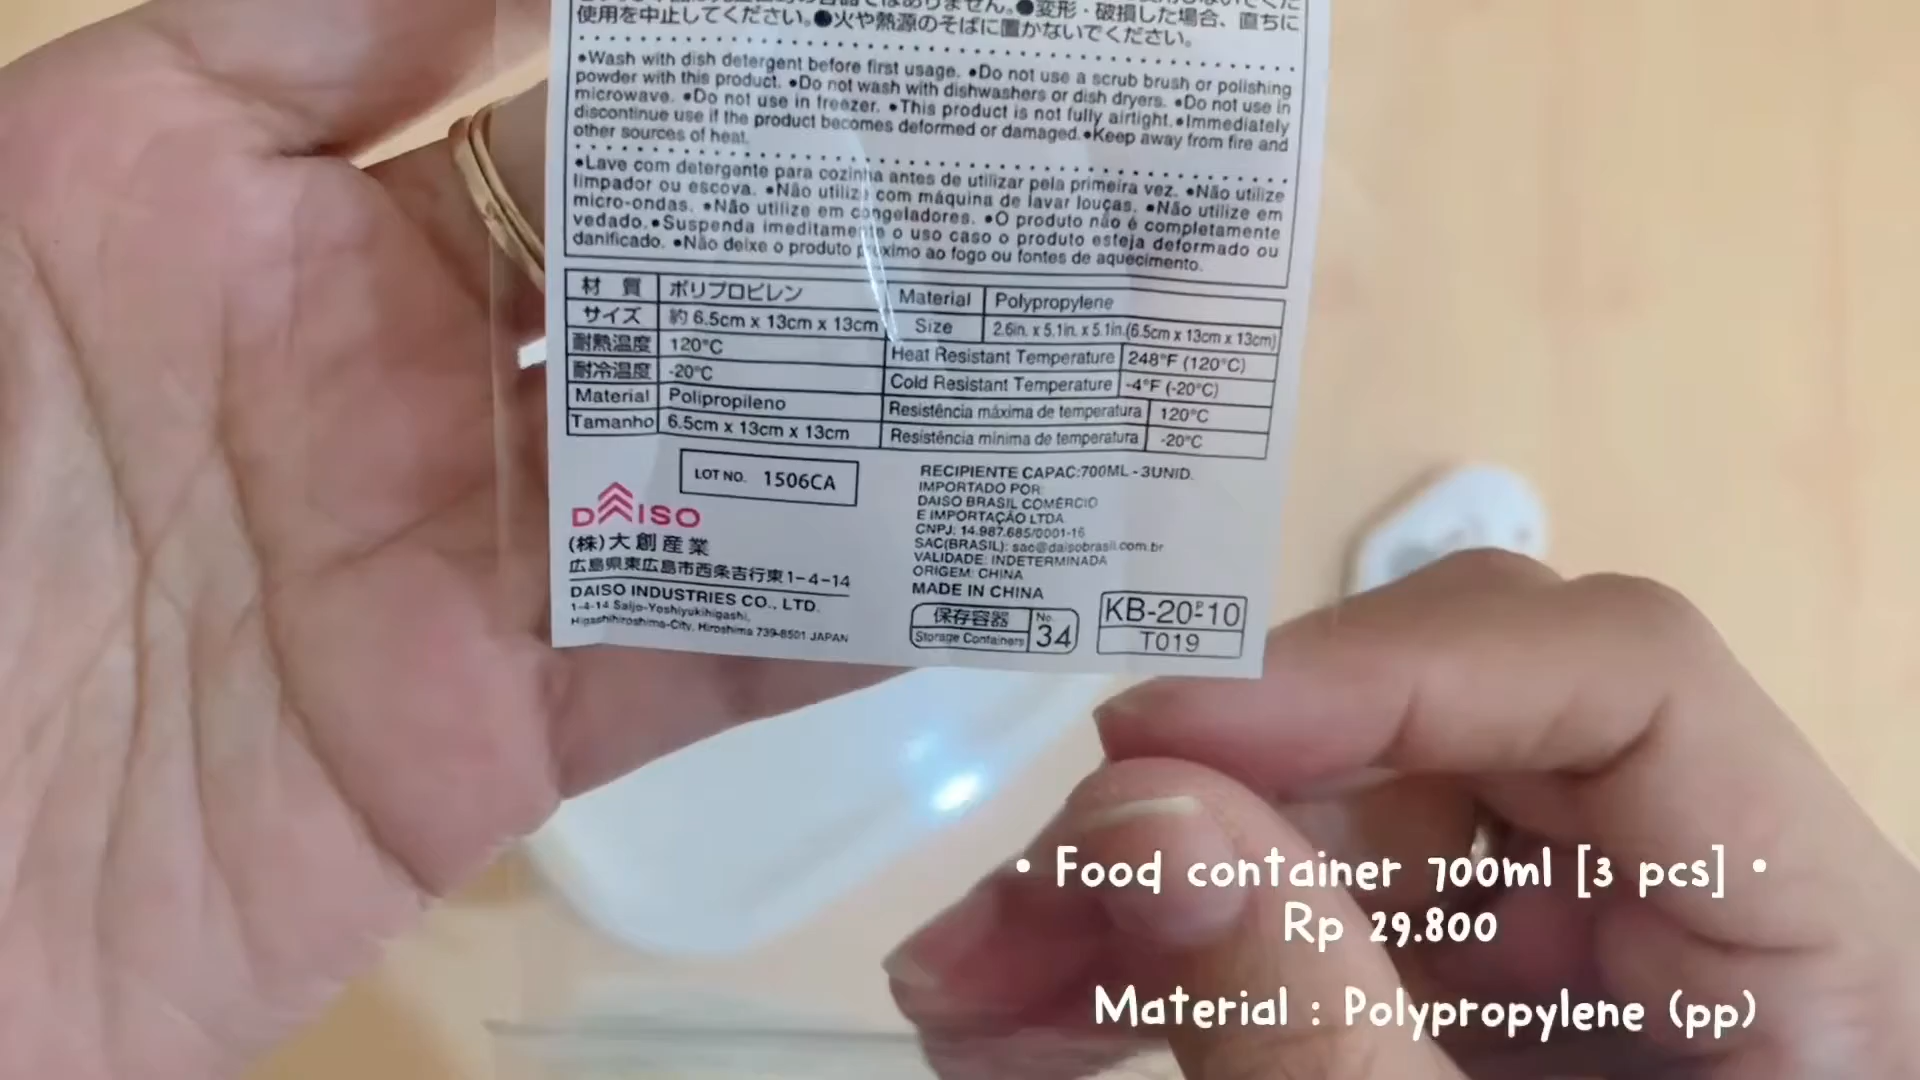 使用を中止してください。●火や熱源のそばに置かないでください。
●変形・破損した場合、直ちに
•Wash with dish detergent before first usage. •Do not use a scrub brush or polishing
powder with this product. •Do not wash with dishwashers or dish dryers. •Do not use in
microwave. •Do not use in freezer. •This product is not fully airtight. •Immediately
discontinue use if the product becomes deformed or damaged. •Keep away from fire and
other sources of heat.
•Lave com detergente para cozinha antes de utilizar pela primeira vez. •Não utilize
limpador ou escova. •Não utilize com máquina de lavar louças. •Não utilize em
micro-ondas. •Não utilize em congeladores. •O produto não é completamente
vedado. •Suspenda imeditamente o uso caso o produto esteja deformado ou
danificado. •Não deixe o produto próximo ao fogo ou fontes de aquecimento.
材 質 ポリプロピレン
サイズ 約 6.5cm x 13cm x 13cm
耐熱温度 120°C
耐冷温度 -20°C
Material Polipropileno
Tamanho 6.5cm x 13cm x 13cm
Material Polypropylene
Size 2.6in. x 5.1in. x 5.1in.(6.5cm x 13cm x 13cm)
Heat Resistant Temperature 248°F (120°C)
Cold Resistant Temperature -4°F (-20°C)
Resistência máxima de temperatura 120°C
Resistência mínima de temperatura -20°C
LOT NO. 1506CA
DAISO
(株)大創産業
広島県東広島市西条吉行東1-4-14
DAISO INDUSTRIES CO., LTD.
1-4-14 Saijo-Yoshiyukihigashi,
Higashihiroshima-City, Hiroshima 739-8501 JAPAN
RECIPIENTE CAPAC:700ML - 3UNID.
IMPORTADO POR:
DAISO BRASIL COMÉRCIO
E IMPORTAÇÃO LTDA
CNPJ: 14.987.685/0001-16
SAC(BRASIL): sac@daisobrasil.com.br
VALIDADE: INDETERMINADA
ORIGEM: CHINA
MADE IN CHINA
保存容器
Storage Containers
No. 34
KB-20-P-10
T019
• Food container 700ml [3 pcs] •
Rp 29.800
Material : Polypropylene (pp)